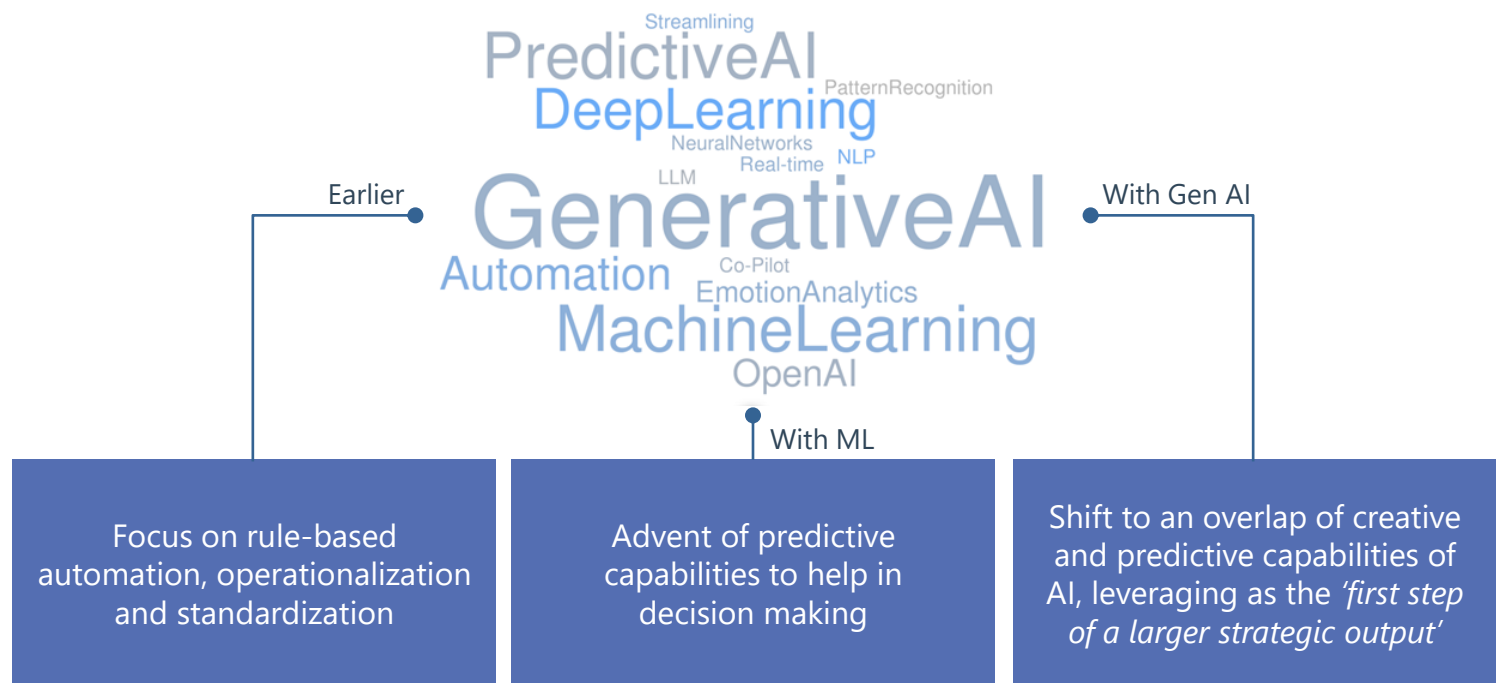 Streamlining
PredictiveAI
PatternRecognition
DeepLearning
NeuralNetworks
Real-time
NLP
LLM
GenerativeAI
Earlier
With Gen AI
Automation
Co-Pilot
EmotionAnalytics
MachineLearning
OpenAI
With ML
Focus on rule-based
automation, operationalization
and standardization
Advent of predictive
capabilities to help in
decision making
Shift to an overlap of creative
and predictive capabilities of
AI, leveraging as the ‘first step
of a larger strategic output’